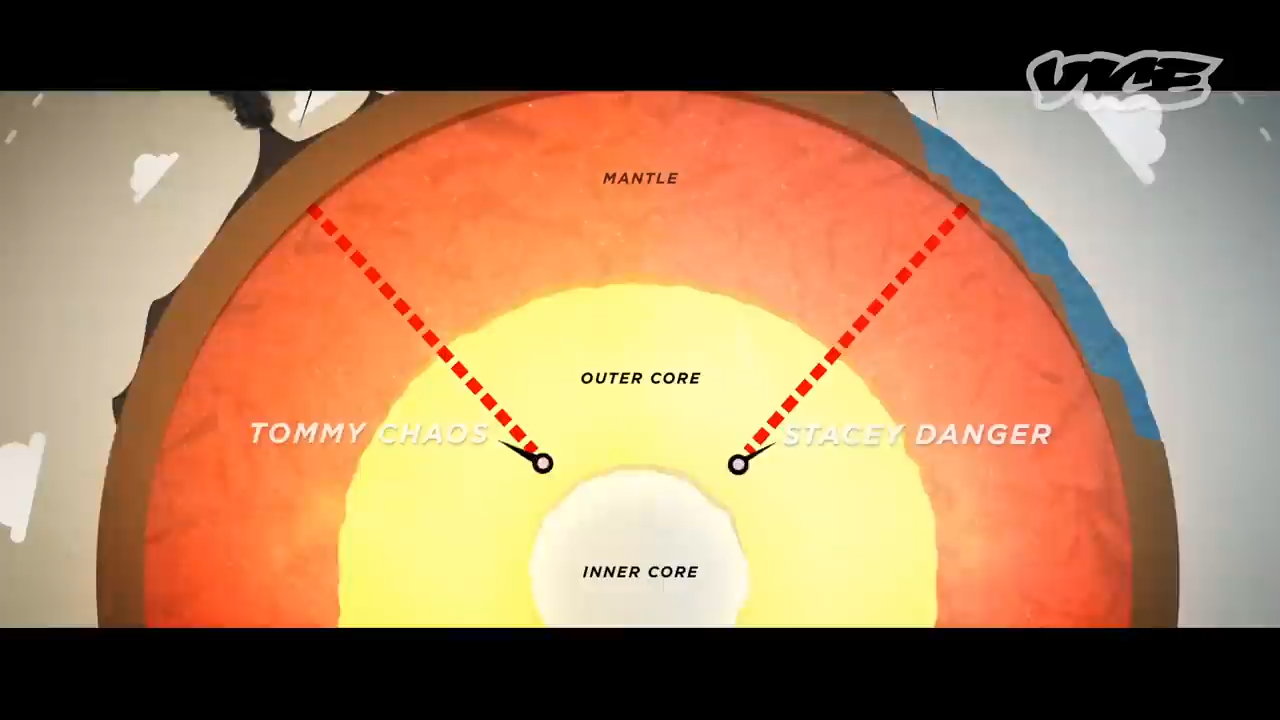 VICE
MANTLE
OUTER CORE
TOMMY CHAOS
STACEY DANGER
INNER CORE